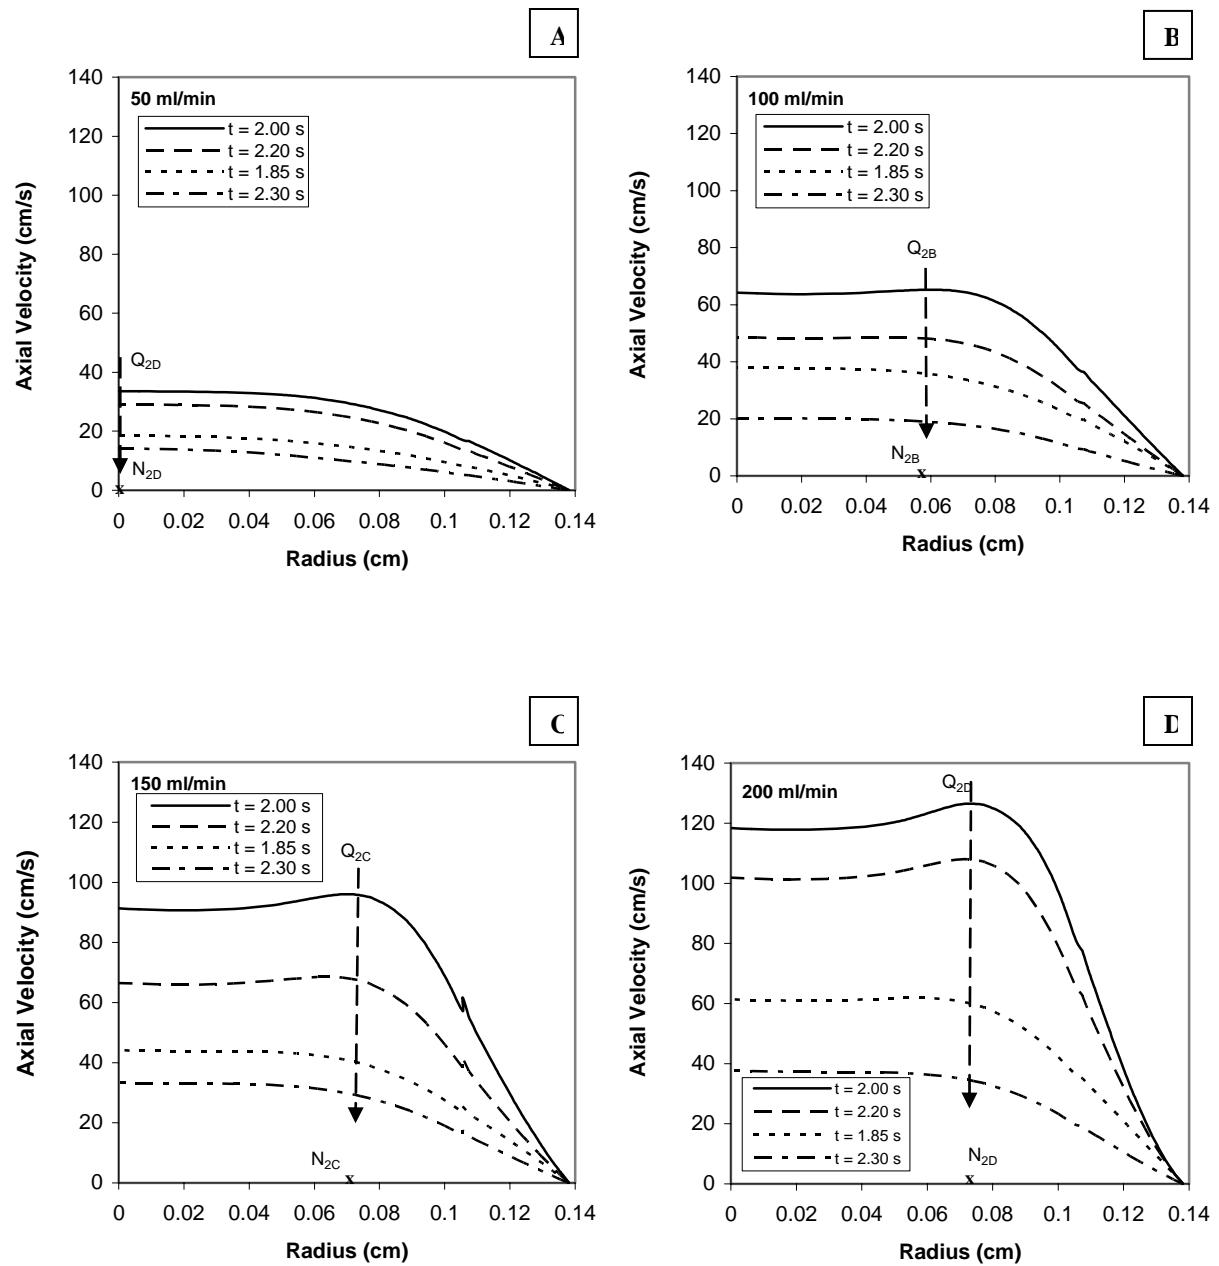 A
140
120
100
80
60
40
20
0
Axial Velocity (cm/s)
50 ml/min
t = 2.00 s
t = 2.20 s
t = 1.85 s
t = 2.30 s
Q2D
N2D
x
0 0.02 0.04 0.06 0.08 0.1 0.12 0.14
Radius (cm)
B
140
120
100
80
60
40
20
0
Axial Velocity (cm/s)
100 ml/min
t = 2.00 s
t = 2.20 s
t = 1.85 s
t = 2.30 s
Q2B
N2B
x
0 0.02 0.04 0.06 0.08 0.1 0.12 0.14
Radius (cm)
C
140
120
100
80
60
40
20
0
Axial Velocity (cm/s)
150 ml/min
t = 2.00 s
t = 2.20 s
t = 1.85 s
t = 2.30 s
Q2C
N2C
x
0 0.02 0.04 0.06 0.08 0.1 0.12 0.14
Radius (cm)
D
140
120
100
80
60
40
20
0
Axial Velocity (cm/s)
200 ml/min
Q2D
t = 2.00 s
t = 2.20 s
t = 1.85 s
t = 2.30 s
N2D
x
0 0.02 0.04 0.06 0.08 0.1 0.12 0.14
Radius (cm)